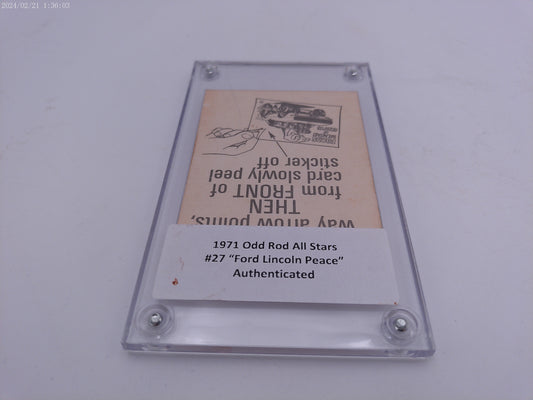 2024/02/21 1:36:03
sticker off
card slowly peel
from FRONT of
THEN
way arrow points,
1971 Odd Rod All Stars
#27 "Ford Lincoln Peace"
Authenticated